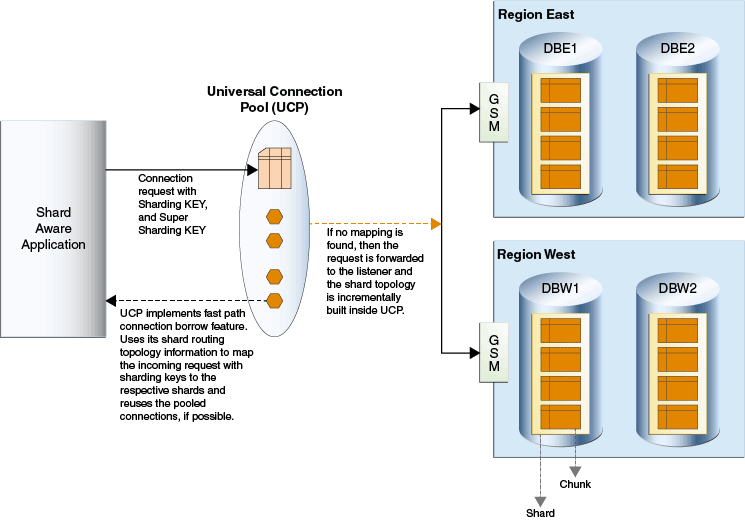 Region East
DBE1
DBE2
G
S
M
Universal Connection
Pool (UCP)
Connection
request with
Sharding KEY,
and Super
Sharding KEY
Shard
Aware
Application
If no mapping is
found, then the
request is forwarded
to the listener and
the shard topology
is incrementally
built inside UCP.
UCP implements fast path
connection borrow feature.
Uses its shard routing
topology information to map
the incoming request with
sharding keys to the
respective shards and
reuses the pooled
connections, if possible.
Region West
DBW1
DBW2
G
S
M
Chunk
Shard